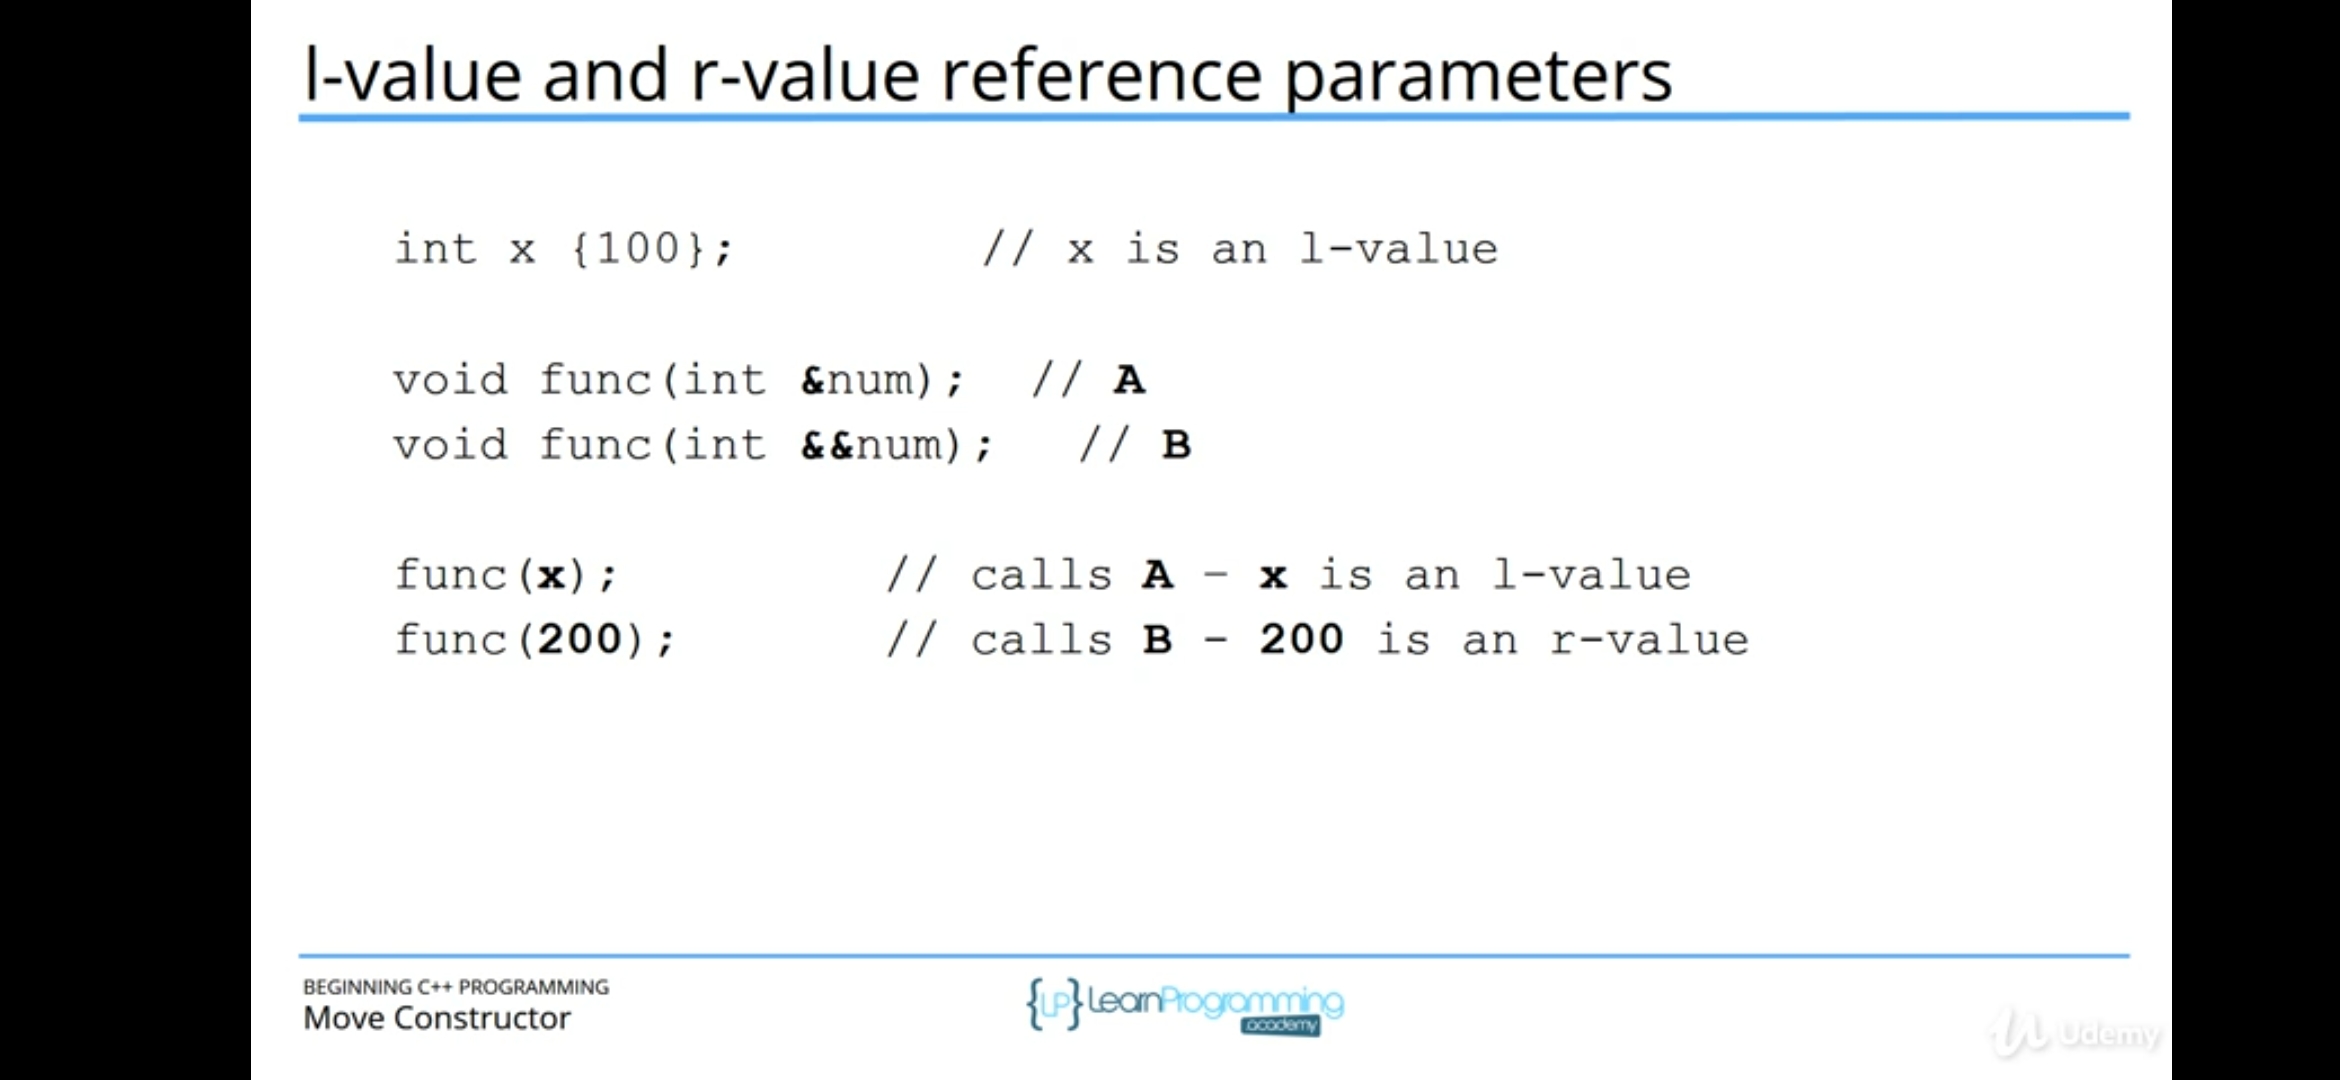 l-value and r-value reference parameters
int x {100}; // x is an l-value
void func(int &num); // A
void func(int &&num); // B
func(x); // calls A - x is an l-value
func(200); // calls B - 200 is an r-value
BEGINNING C++ PROGRAMMING
Move Constructor
{LP} LearnProgramming
academy
Udemy